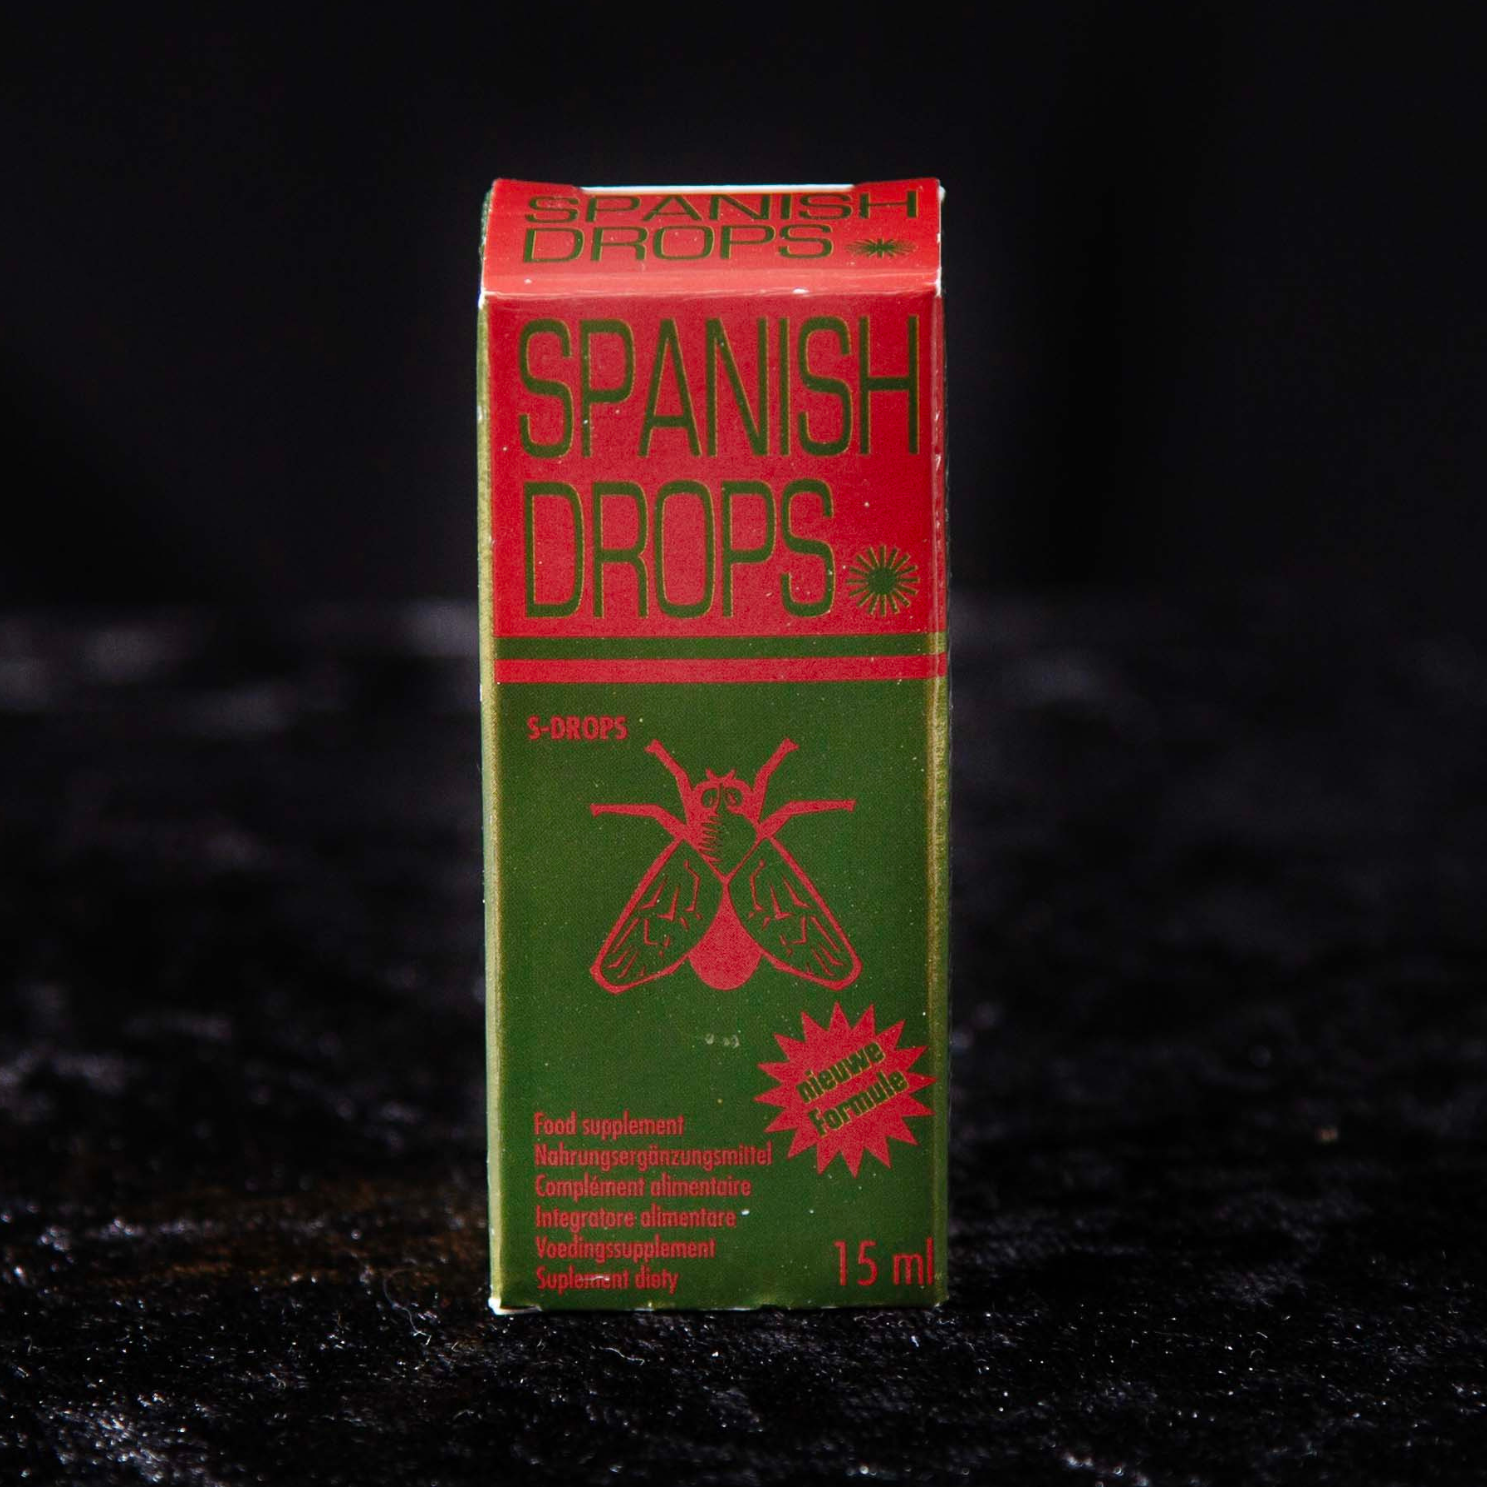 SPANISH
DROPS
SPANISH
DROPS
S-DROPS
nieuwe
Formule
Food supplement
Nahrungsergänzungsmittel
Complément alimentaire
Integratore alimentare
Voedingssupplement
Suplement diety
15 ml